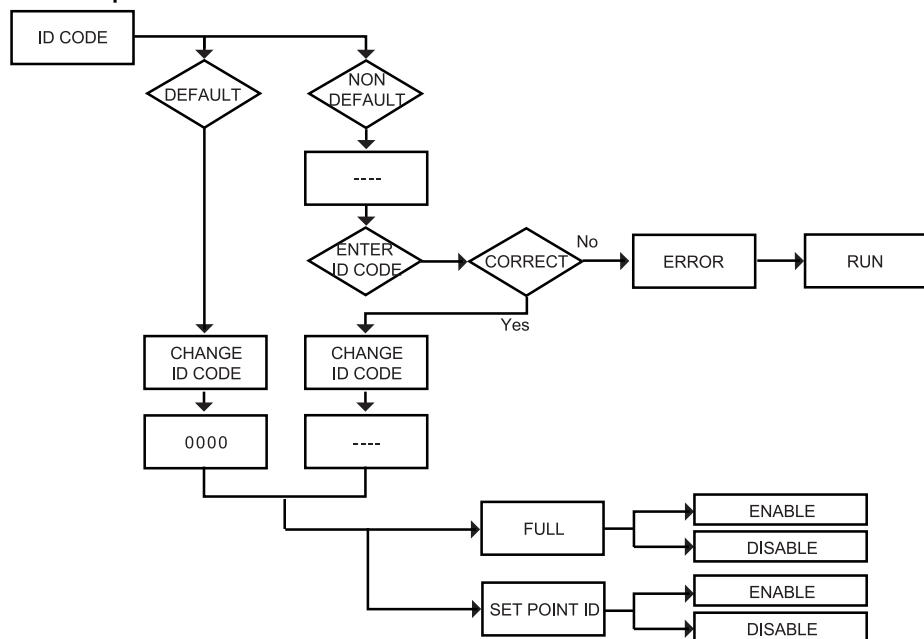 ID CODE
DEFAULT
NON
DEFAULT
----
ENTER
ID CODE
CORRECT
No
ERROR
RUN
Yes
CHANGE
ID CODE
CHANGE
ID CODE
0000
----
FULL
ENABLE
DISABLE
SET POINT ID
ENABLE
DISABLE